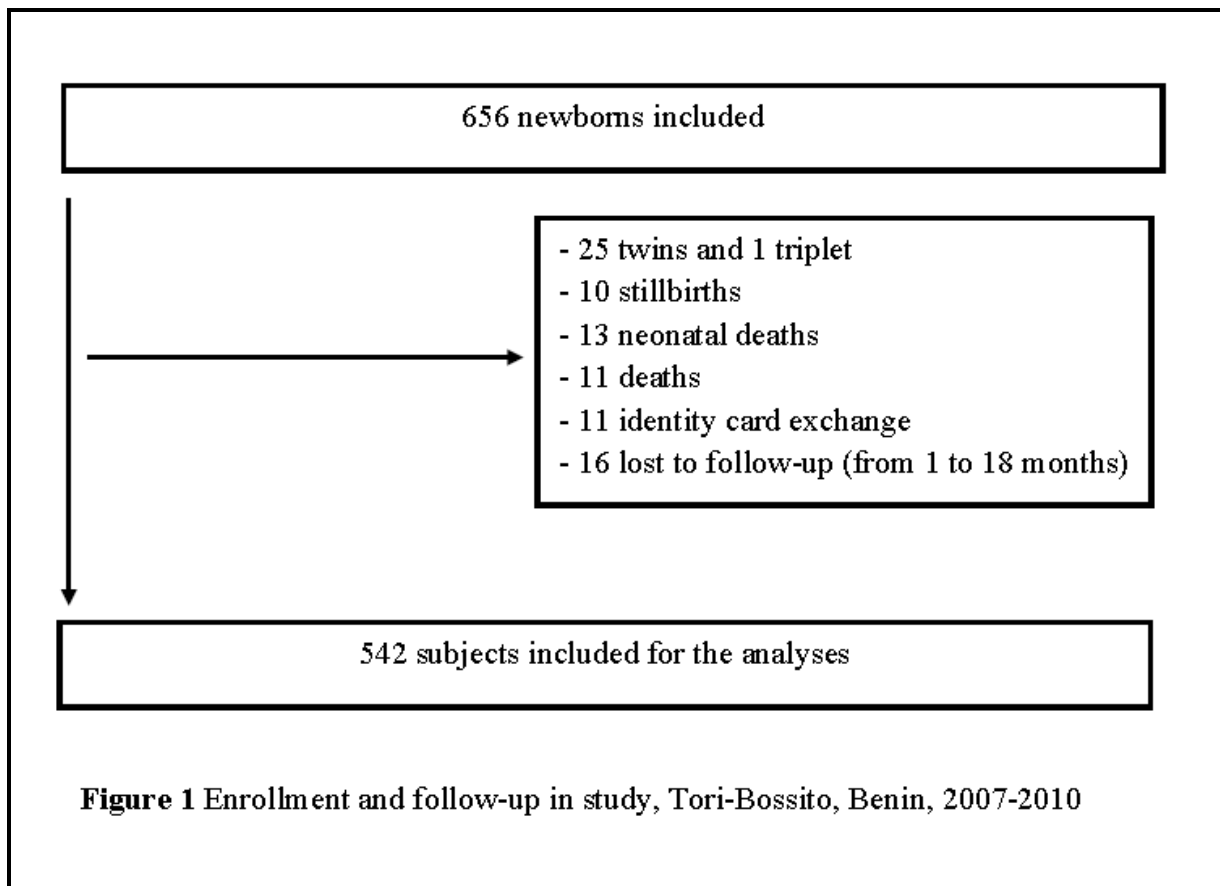 656 newborns included
- 25 twins and 1 triplet
- 10 stillbirths
- 13 neonatal deaths
- 11 deaths
- 11 identity card exchange
- 16 lost to follow-up (from 1 to 18 months)
542 subjects included for the analyses
Figure 1 Enrollment and follow-up in study, Tori-Bossito, Benin, 2007-2010